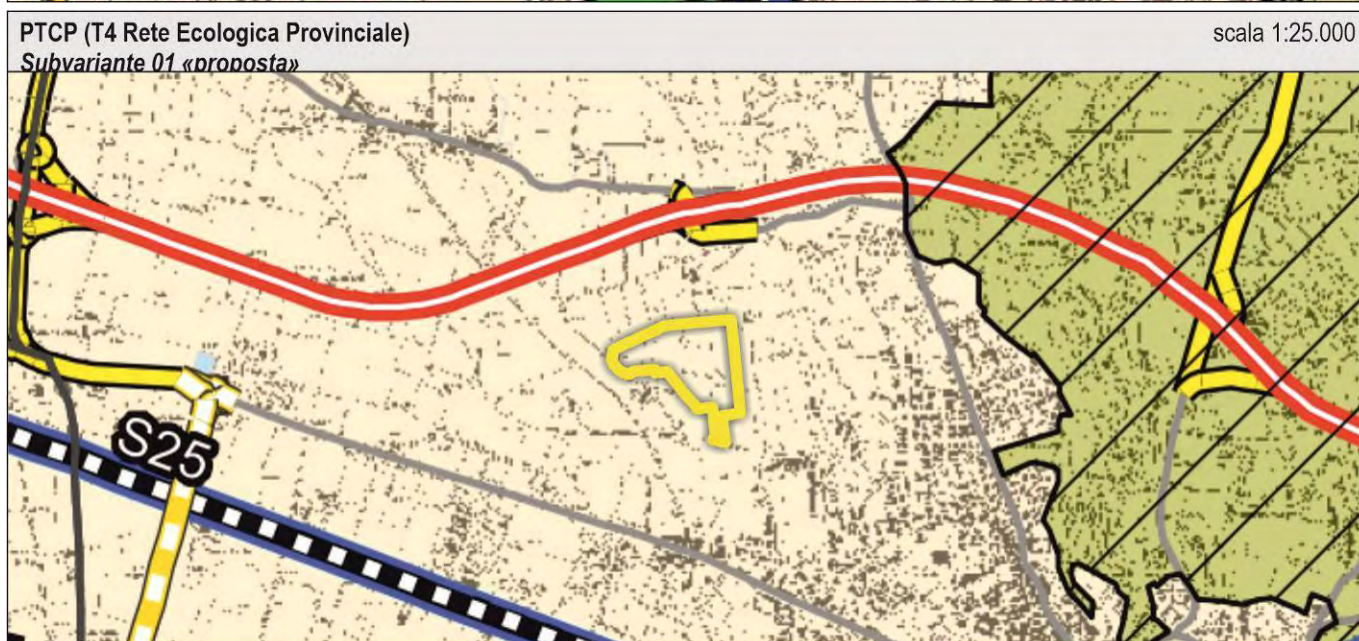 PTCP (T4 Rete Ecologica Provinciale)
scala 1:25.000
Subvariante 01 «proposta»
S25